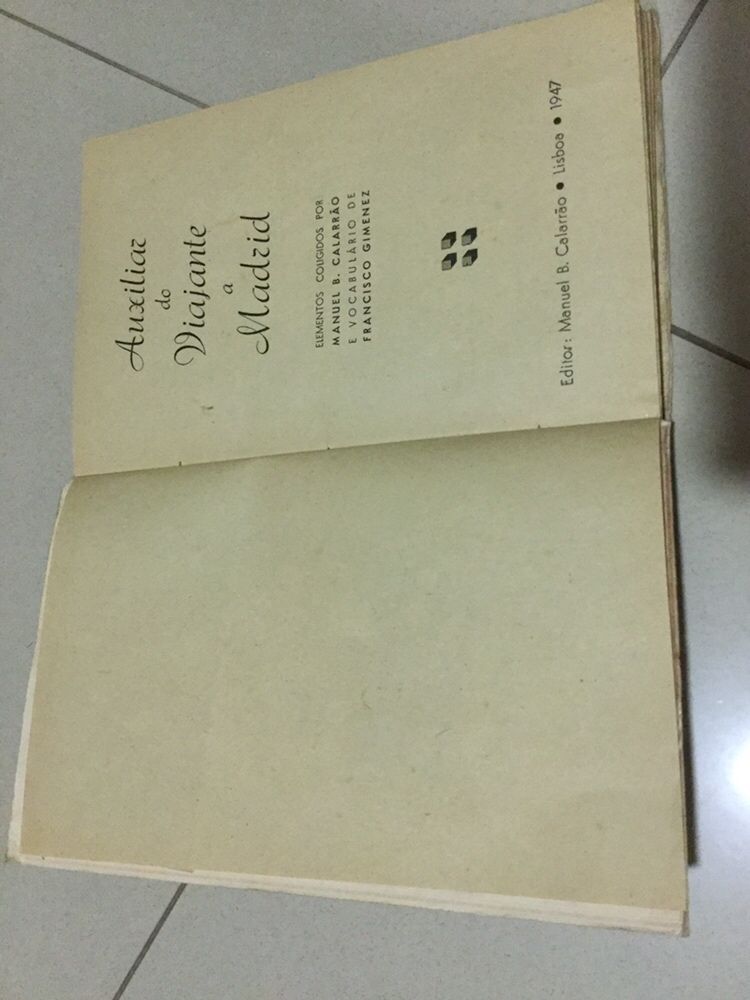 Auxiliar
do
Viajante
a
Madrid
ELEMENTOS COLIGIDOS POR
MANUEL B. CALARRÃO
E VOCABULÁRIO DE
FRANCISCO GIMENEZ
Editor: Manuel B. Calarrão • Lisboa • 1947